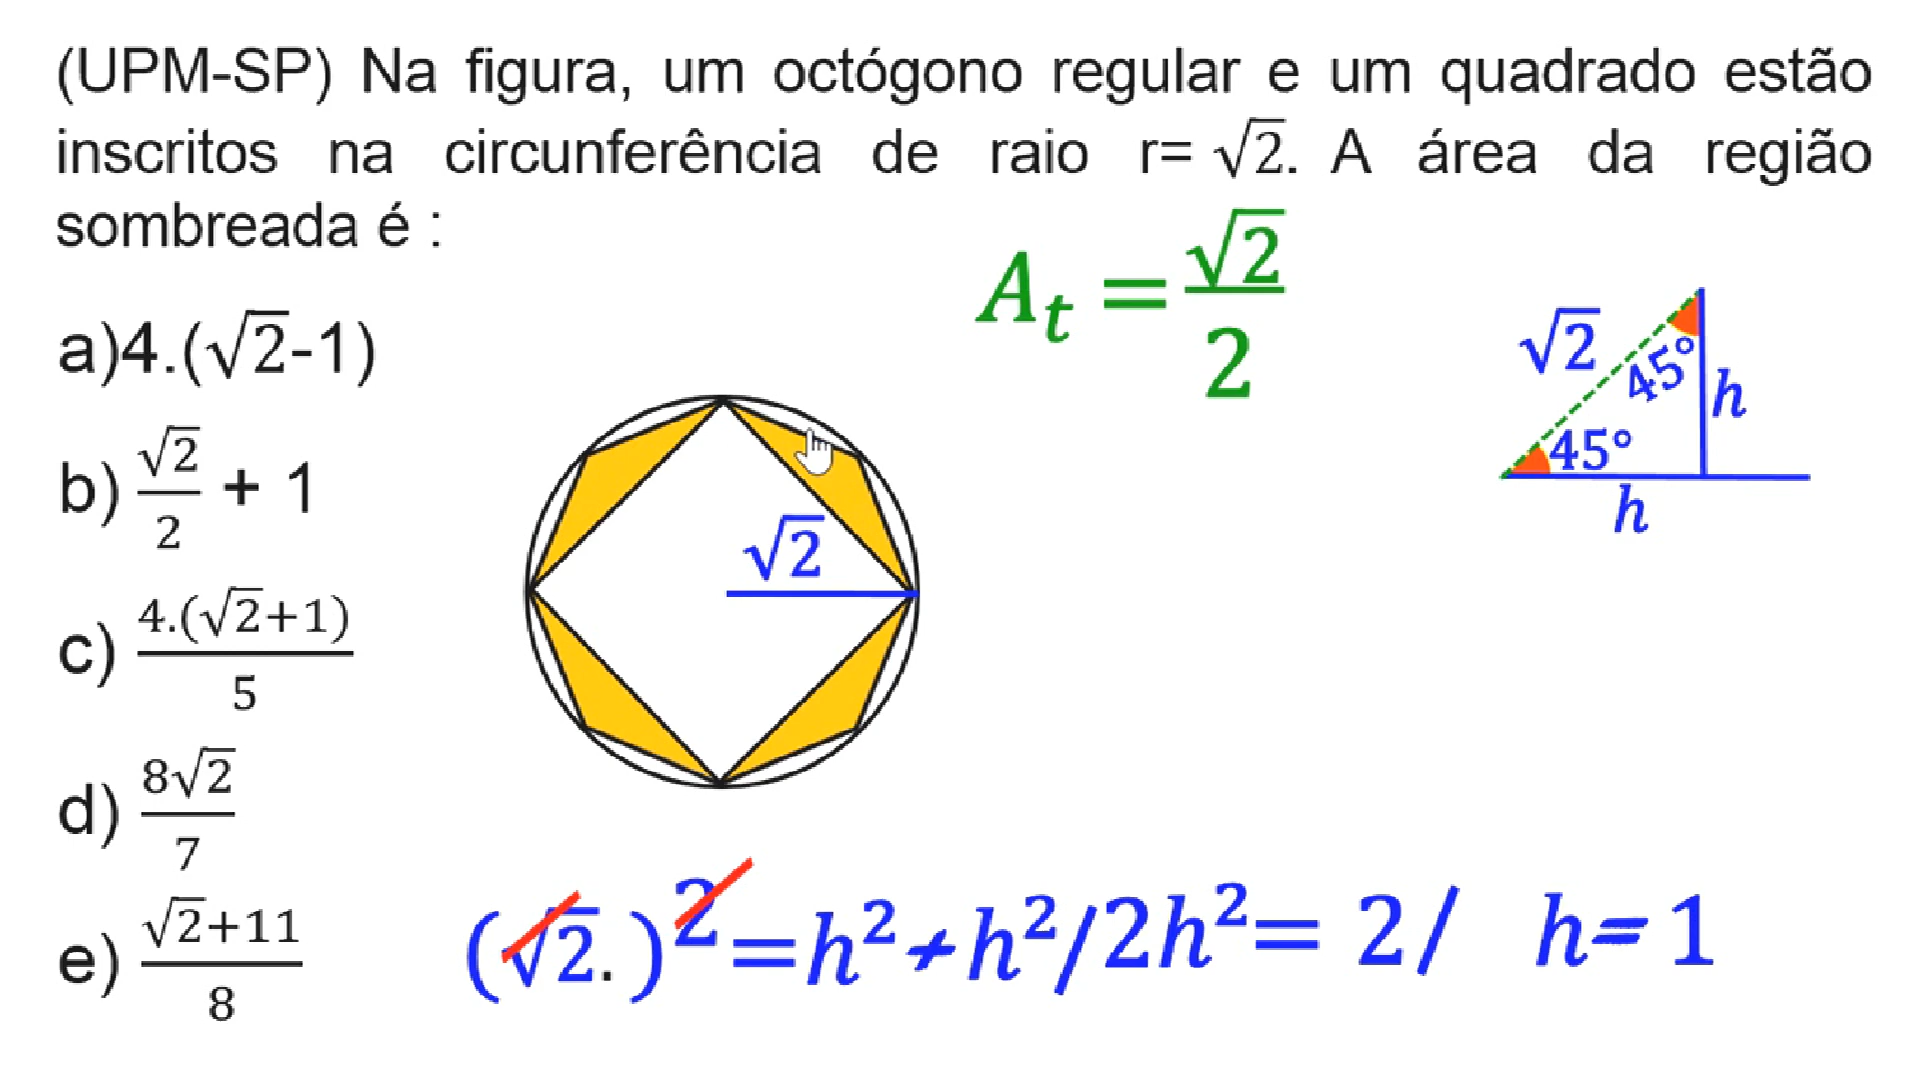 (UPM-SP) Na figura, um octógono regular e um quadrado estão
inscritos na circunferência de raio r= √2. A área da região
sombreada é :
a)4.(√2-1)
b) √2/2 + 1
c) 4.(√2+1)/5
d) 8√2/7
e) √2+11/8
A_t = √2/2
√2
√2
45°
h
45°
h
(√2.)²=h²+h²/2h²= 2/ h=1